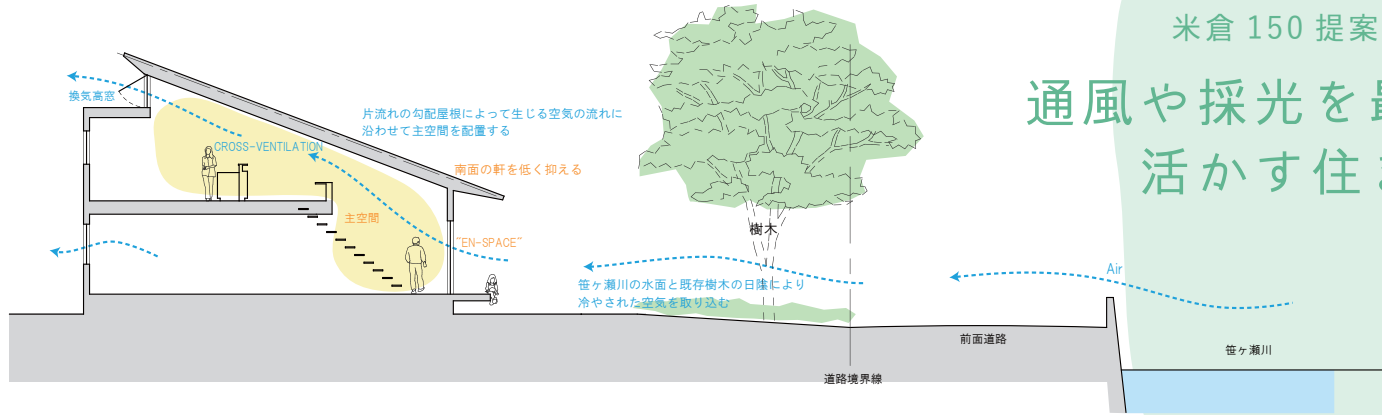 米倉 150 提案
通風や採光を最
活かす住ま
換気高窓
片流れの勾配屋根によって生じる空気の流れに
沿わせて主空間を配置する
CROSS-VENTILATION
南面の軒を低く抑える
主空間
"EN-SPACE"
樹木
笹ヶ瀬川の水面と既存樹木の日陰により
冷やされた空気を取り込む
Air
前面道路
笹ヶ瀬川
道路境界線